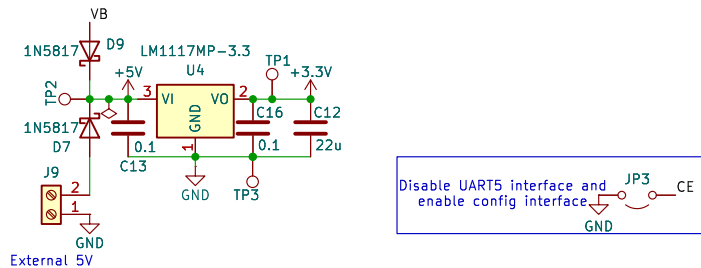 VB
1N5817
D9
LM1117MP-3.3
U4
TP1
+5V
+3.3V
TP2
3
VI
VO
2
GND
1
C16
C12
1N5817
D7
0.1
C13
0.1
22u
GND
TP3
J9
2
1
GND
External 5V
Disable UART5 interface and
enable config interface
JP3
CE
GND